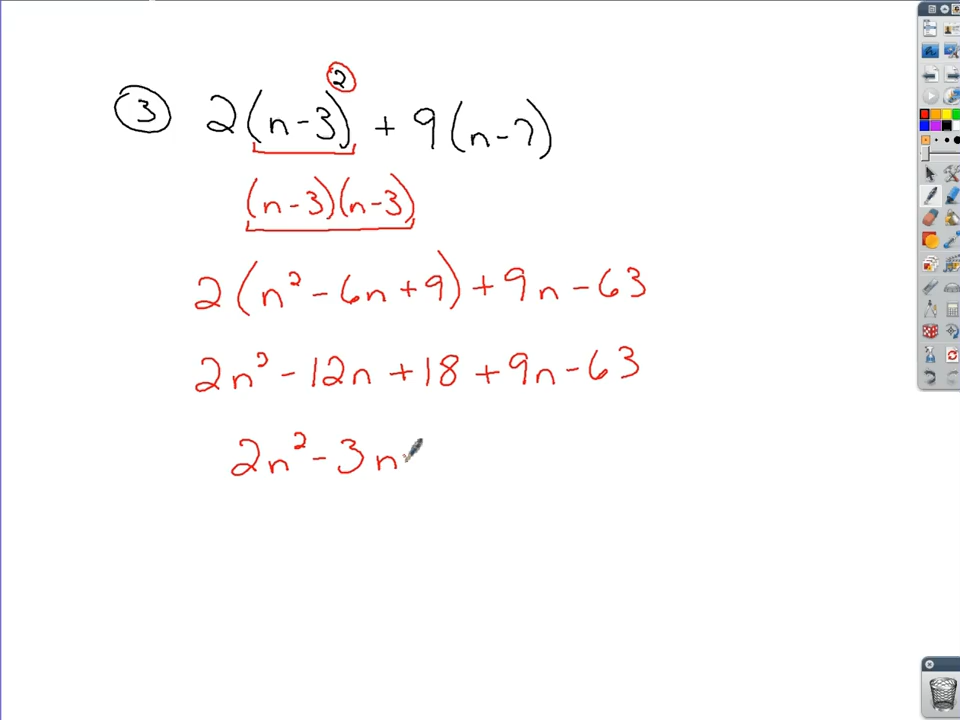 ③ 2(n-3)² + 9(n-7)
(n-3)(n-3)
2(n² - 6n + 9) + 9n - 63
2n² - 12n + 18 + 9n - 63
2n² - 3n